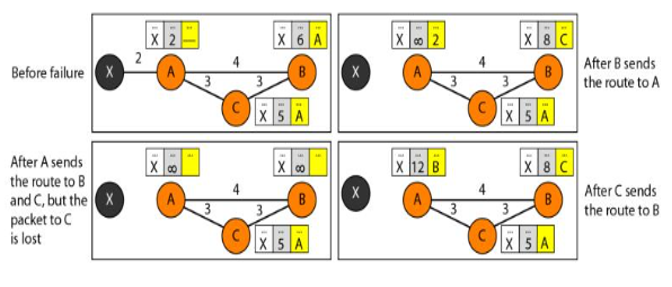 Before failure
X 2 —
X 6 A
2
X
A
4
B
3
3
C
X 5 A
X ∞ 2
X 8 C
X
A
4
B
3
3
C
X 5 A
After B sends
the route to A
After A sends
the route to B
and C, but the
packet to C
is lost
X ∞
X ∞
X
A
4
B
3
3
C
X 5 A
X 12 B
X 8 C
X
A
4
B
3
3
C
X 5 A
After C sends
the route to B